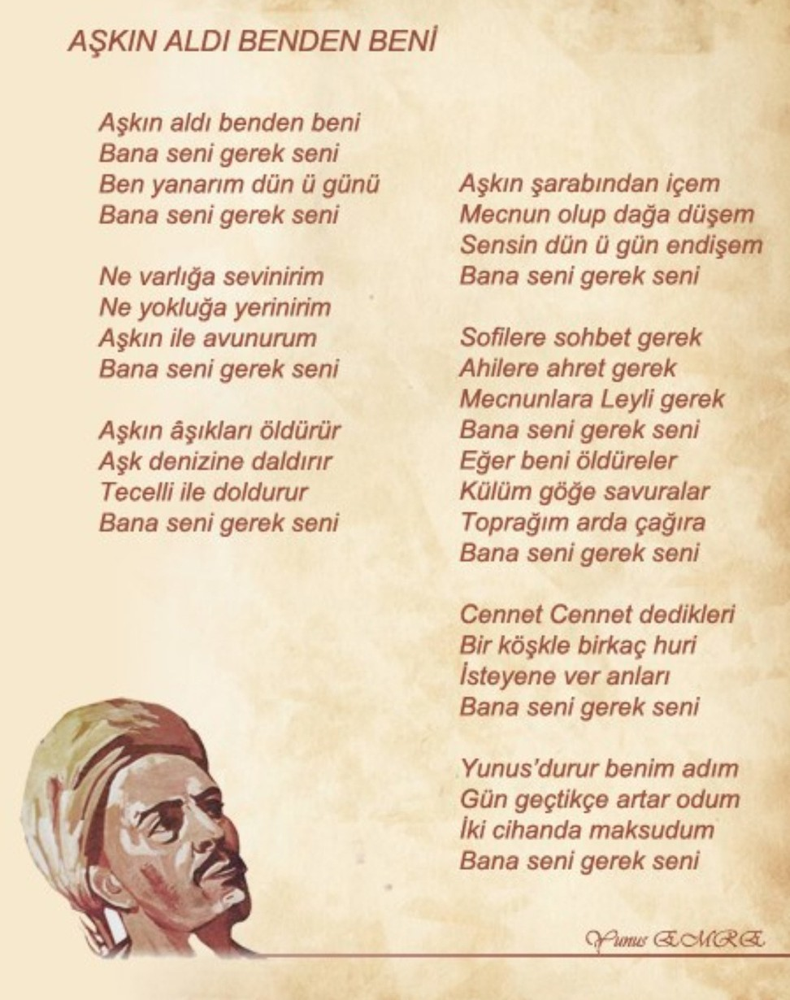 AŞKIN ALDI BENDEN BENİ
Aşkın aldı benden beni
Bana seni gerek seni
Ben yanarım dün ü günü
Bana seni gerek seni
Ne varlığa sevinirim
Ne yokluğa yerinirim
Aşkın ile avunurum
Bana seni gerek seni
Aşkın âşıkları öldürür
Aşk denizine daldırır
Tecelli ile doldurur
Bana seni gerek seni
Aşkın şarabından içem
Mecnun olup dağa düşem
Sensin dün ü gün endişem
Bana seni gerek seni
Sofilere sohbet gerek
Ahilere ahret gerek
Mecnunlara Leyli gerek
Bana seni gerek seni
Eğer beni öldüreler
Külüm göğe savuralar
Toprağım arda çağıra
Bana seni gerek seni
Cennet Cennet dedikleri
Bir köşkle birkaç huri
İsteyene ver anları
Bana seni gerek seni
Yunus'durur benim adım
Gün geçtikçe artar odum
İki cihanda maksudum
Bana seni gerek seni
Yunus EMRE